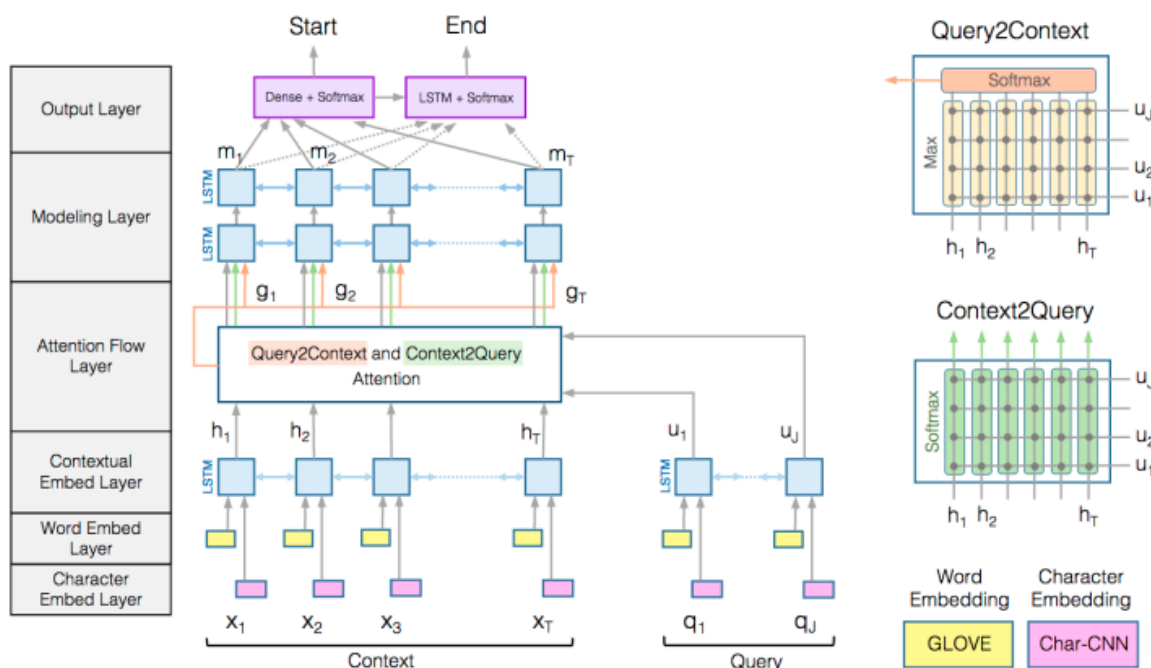 Start
End
Output Layer
Dense + Softmax
LSTM + Softmax
m1
m2
mT
Modeling Layer
LSTM
LSTM
g1
g2
gT
Attention Flow
Layer
Query2Context and Context2Query
Attention
h1
h2
hT
u1
uJ
Contextual
Embed Layer
LSTM
LSTM
Word Embed
Layer
Character
Embed Layer
x1
x2
x3
xT
q1
qJ
Context
Query
Query2Context
Softmax
Max
uJ
u2
u1
h1
h2
hT
Context2Query
Softmax
uJ
u2
u1
h1
h2
hT
Word
Embedding
GLOVE
Character
Embedding
Char-CNN